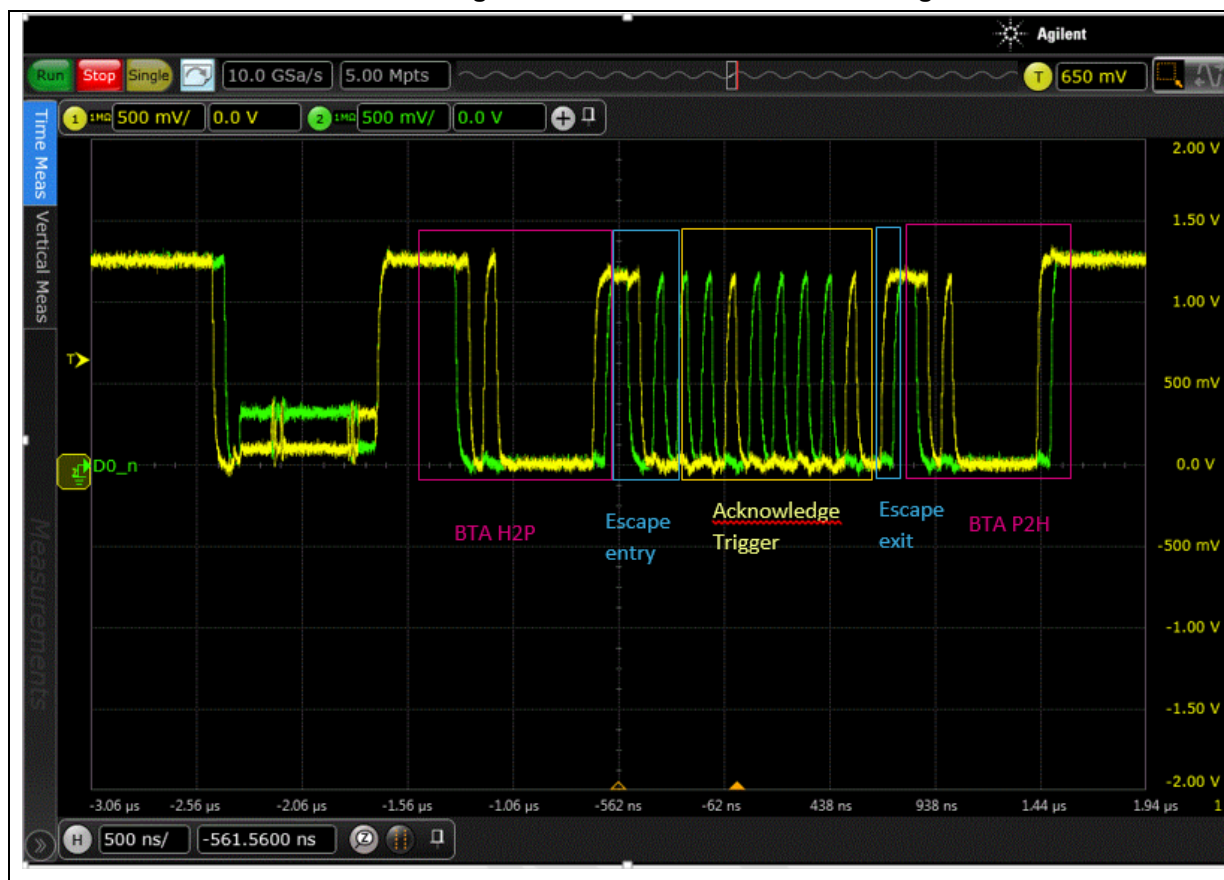 Agilent
Run Stop Single 10.0 GSa/s 5.00 Mpts T 650 mV
1 1MΩ 500 mV/ 0.0 V 2 1MΩ 500 mV/ 0.0 V
Time Meas
Vertical Meas
Measurements
2.00 V
1.50 V
1.00 V
T
500 mV
D0_n
0.0 V
BTA H2P
Escape
entry
Acknowledge
Trigger
Escape
exit
BTA P2H
-500 mV
-1.00 V
-1.50 V
-2.00 V
-3.06 µs -2.56 µs -2.06 µs -1.56 µs -1.06 µs -562 ns -62 ns 438 ns 938 ns 1.44 µs 1.94 µs 1
H 500 ns/ -561.5600 ns